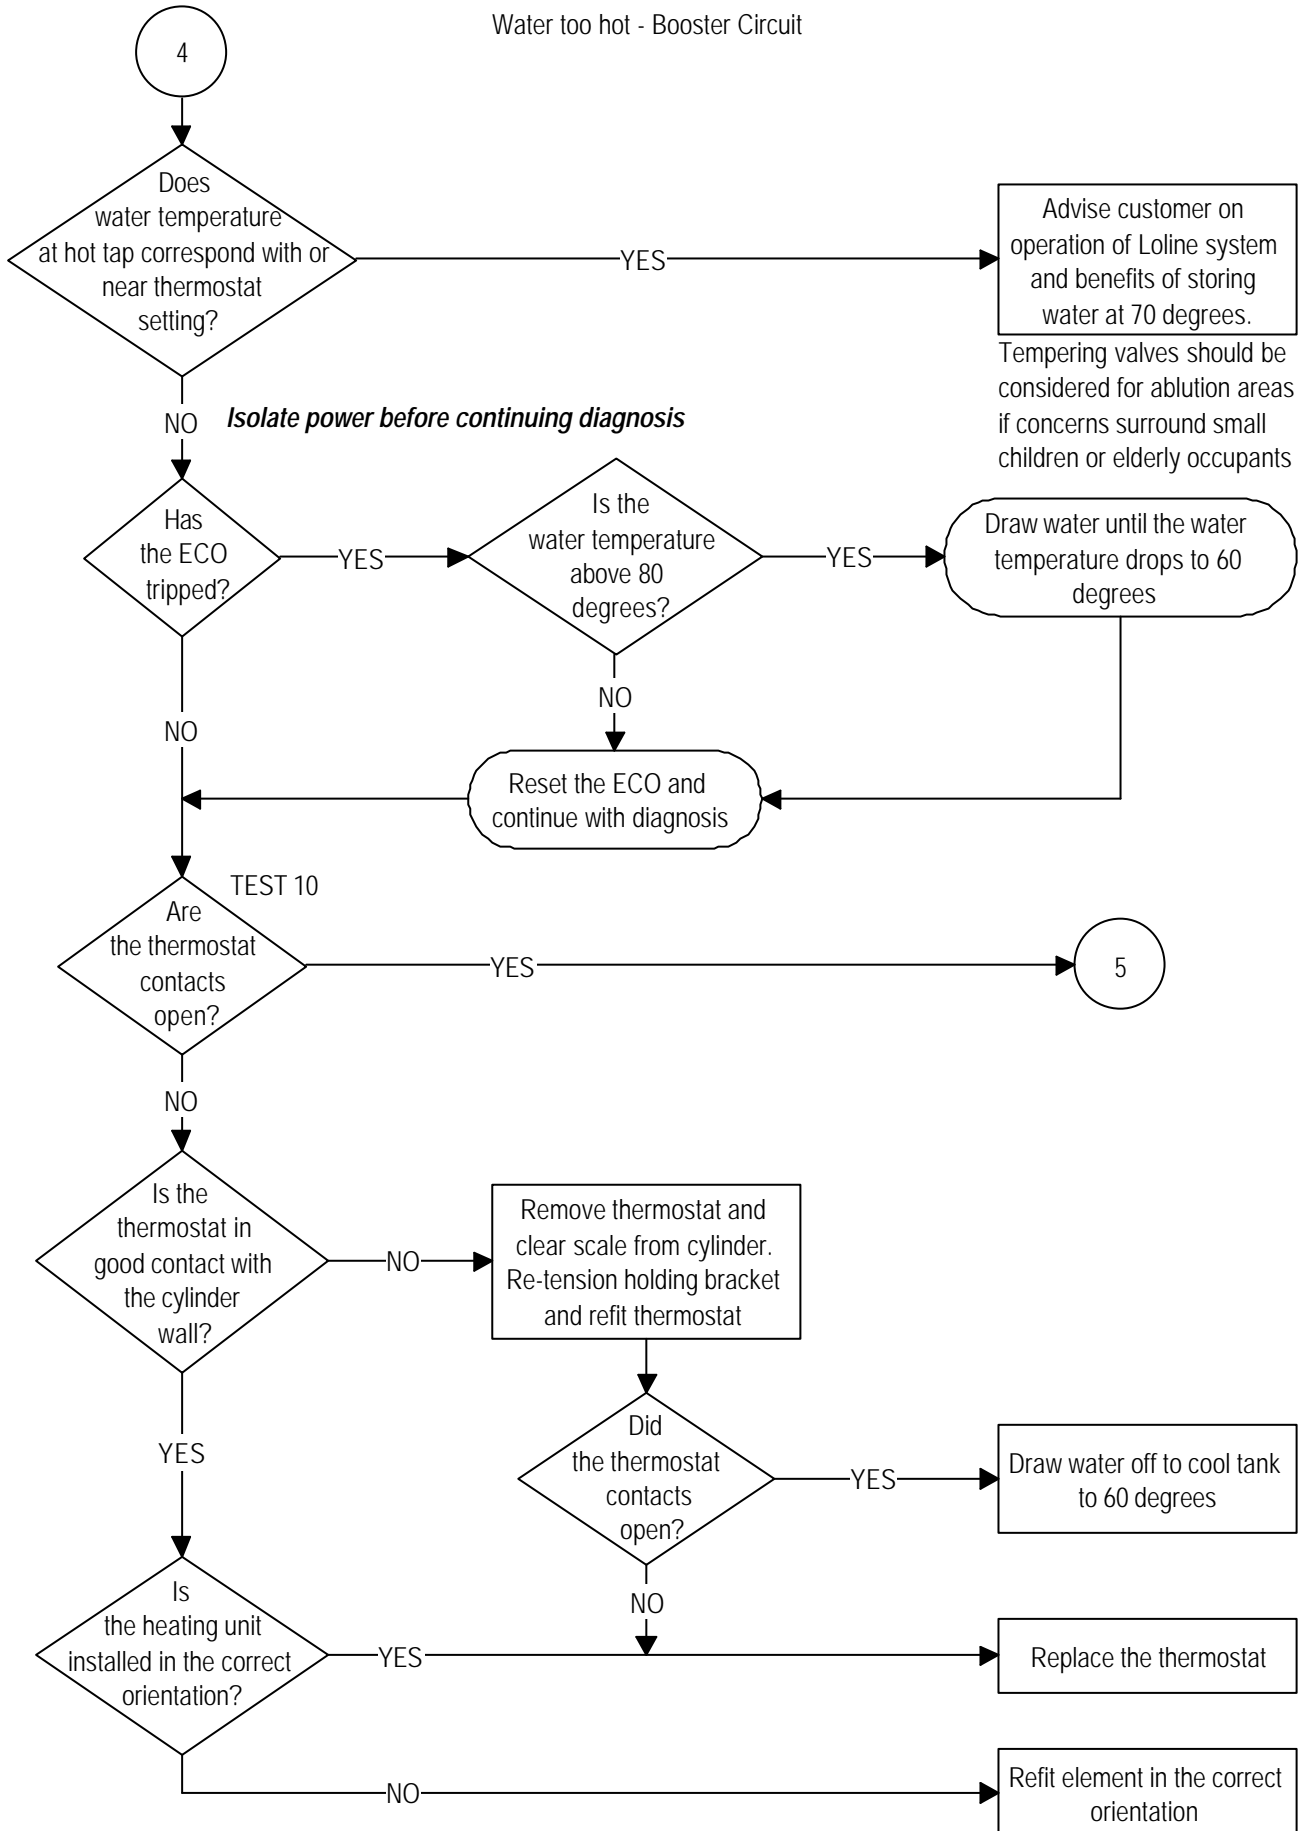 Water too hot - Booster Circuit
4
Does
water temperature
at hot tap correspond with or
near thermostat
setting?
YES
Advise customer on
operation of Loline system
and benefits of storing
water at 70 degrees.
Tempering valves should be
considered for ablution areas
if concerns surround small
children or elderly occupants
NO
Isolate power before continuing diagnosis
Has
the ECO
tripped?
YES
Is the
water temperature
above 80
degrees?
YES
Draw water until the water
temperature drops to 60
degrees
NO
NO
Reset the ECO and
continue with diagnosis
TEST 10
Are
the thermostat
contacts
open?
YES
5
NO
Is the
thermostat in
good contact with
the cylinder
wall?
NO
Remove thermostat and
clear scale from cylinder.
Re-tension holding bracket
and refit thermostat
YES
Did
the thermostat
contacts
open?
YES
Draw water off to cool tank
to 60 degrees
NO
Is
the heating unit
installed in the correct
orientation?
YES
Replace the thermostat
NO
Refit element in the correct
orientation